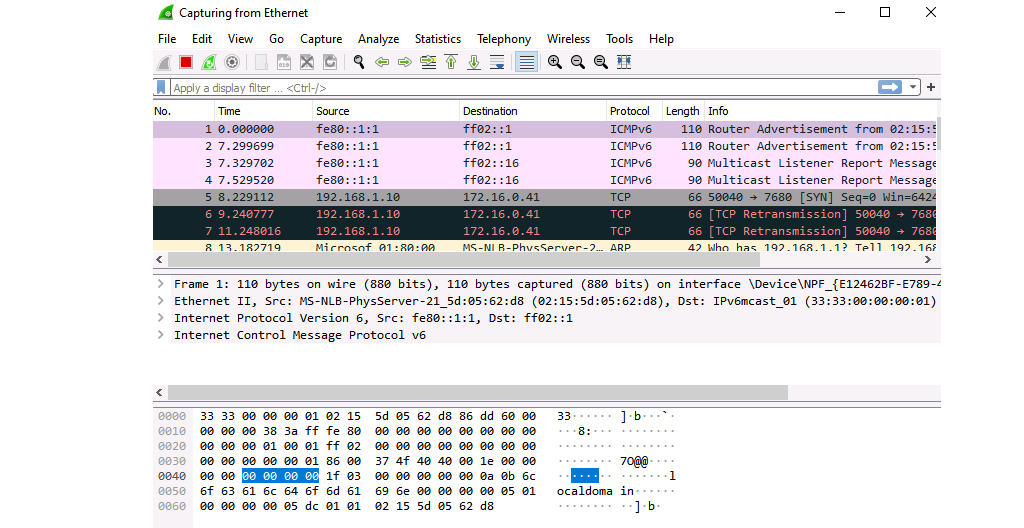 Capturing from Ethernet
File Edit View Go Capture Analyze Statistics Telephony Wireless Tools Help
Apply a display filter ... <Ctrl-/>
No. Time Source Destination Protocol Length Info
1 0.000000 fe80::1:1 ff02::1 ICMPv6 110 Router Advertisement from 02:15:5
2 7.299699 fe80::1:1 ff02::1 ICMPv6 110 Router Advertisement from 02:15:5
3 7.329702 fe80::1:1 ff02::16 ICMPv6 90 Multicast Listener Report Message
4 7.529520 fe80::1:1 ff02::16 ICMPv6 90 Multicast Listener Report Message
5 8.229112 192.168.1.10 172.16.0.41 TCP 66 50040 → 7680 [SYN] Seq=0 Win=6424
6 9.240777 192.168.1.10 172.16.0.41 TCP 66 [TCP Retransmission] 50040 → 7680
7 11.248016 192.168.1.10 172.16.0.41 TCP 66 [TCP Retransmission] 50040 → 7680
8 13.182719 Microsof_01:80:00 MS-NLB-PhysServer-2… ARP 42 Who has 192.168.1.1? Tell 192.168
Frame 1: 110 bytes on wire (880 bits), 110 bytes captured (880 bits) on interface \Device\NPF_{E12462BF-E789-4
Ethernet II, Src: MS-NLB-PhysServer-21_5d:05:62:d8 (02:15:5d:05:62:d8), Dst: IPv6mcast_01 (33:33:00:00:00:01)
Internet Protocol Version 6, Src: fe80::1:1, Dst: ff02::1
Internet Control Message Protocol v6
0000 33 33 00 00 00 01 02 15 5d 05 62 d8 86 dd 60 00 33······ ]·b···`·
0010 00 00 00 38 3a ff fe 80 00 00 00 00 00 00 00 00 ···8:··· ········
0020 00 00 00 01 00 01 ff 02 00 00 00 00 00 00 00 00 ········ ········
0030 00 00 00 00 00 01 86 00 37 4f 40 40 00 1e 00 00 ········ 7O@@····
0040 00 00 00 00 00 00 1f 03 00 00 00 00 00 0a 0b 6c ········ ·······l
0050 6f 63 61 6c 64 6f 6d 61 69 6e 00 00 00 00 05 01 ocaldoma in······
0060 00 00 00 00 05 dc 01 01 02 15 5d 05 62 d8 ········ ··]·b·